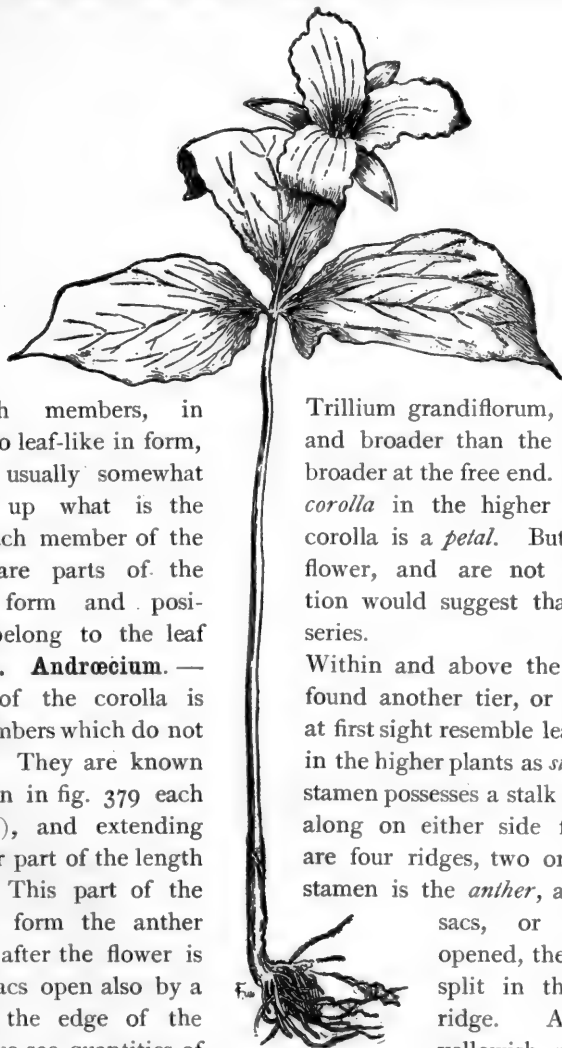 h members, in Trillium grandiflorum,
o leaf-like in form, and broader than the
usually somewhat broader at the free end.
up what is the corolla in the higher
ch member of the corolla is a petal. But
are parts of the flower, and are not
form and posi- tion would suggest tha
belong to the leaf series.
. Andrœcium. — Within and above the
of the corolla is found another tier, or
mbers which do not at first sight resemble lea
They are known in the higher plants as s
n in fig. 379 each stamen possesses a stalk
), and extending along on either side f
r part of the length are four ridges, two o
This part of the stamen is the anther, a
form the anther sacs, or
after the flower is opened, the
acs open also by a split in th
the edge of the ridge. A
see quantities of yellowish